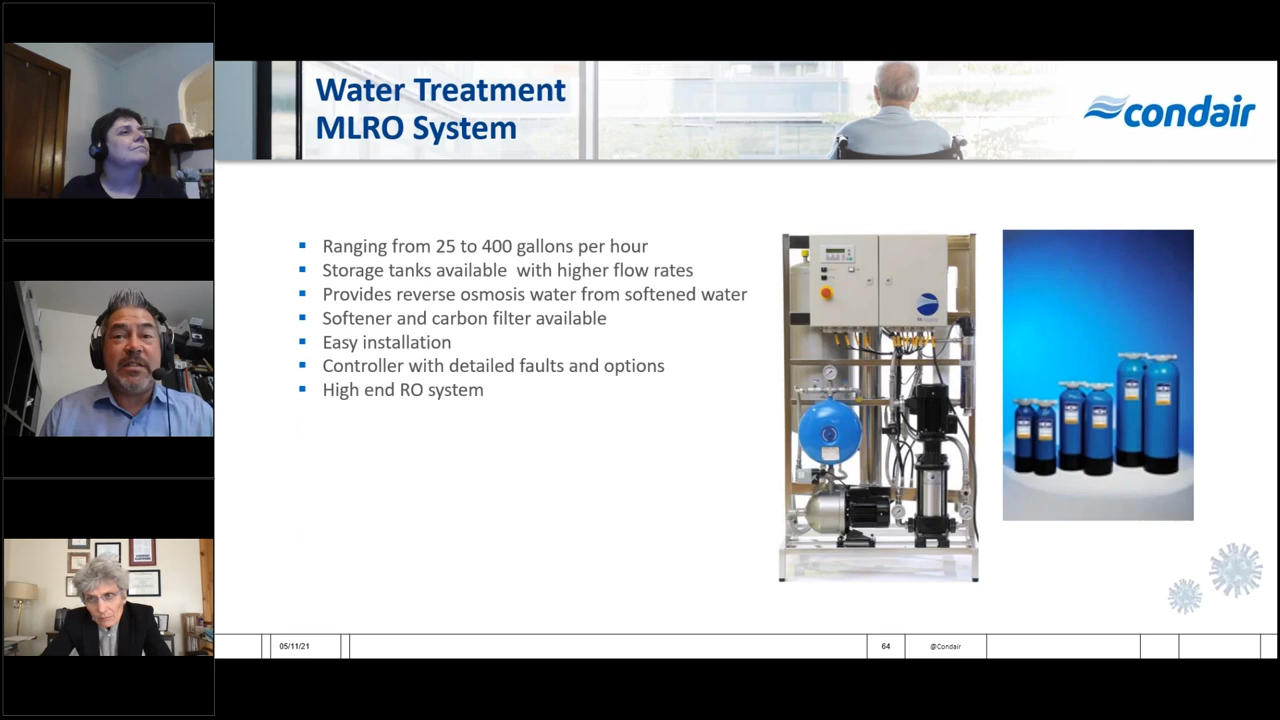 Water Treatment
MLRO System
condair
Ranging from 25 to 400 gallons per hour
Storage tanks available with higher flow rates
Provides reverse osmosis water from softened water
Softener and carbon filter available
Easy installation
Controller with detailed faults and options
High end RO system
05/11/21
64
@Condair